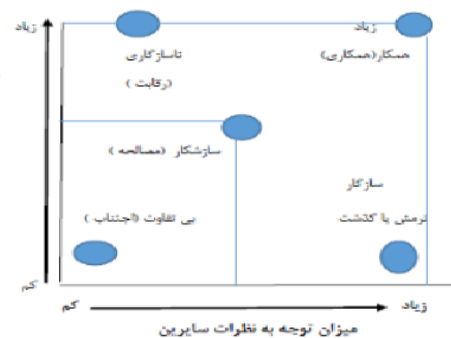 زیاد
زیاد
همکار(همکاری)
ناسازگاری
(رقابت )
سازشکار (مصالحه )
سازگار
نرمش یا گذشت
بی تفاوت (اجتناب )
کم
کم
زیاد
میزان توجه به نظرات سایرین